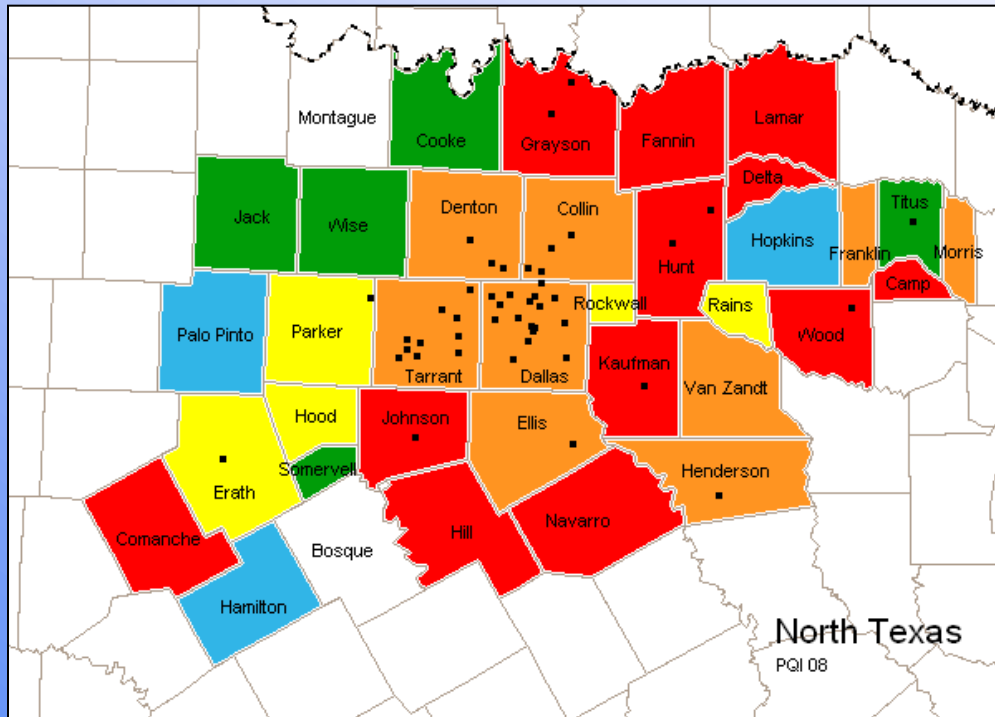 Montague
Cooke
Grayson
Fannin
Lamar
Delta
Jack
Wise
Denton
Collin
Hunt
Hopkins
Franklin
Titus
Morris
Camp
Palo Pinto
Parker
Tarrant
Dallas
Rockwall
Rains
Wood
Kaufman
Van Zandt
Hood
Johnson
Ellis
Somervell
Erath
Henderson
Comanche
Bosque
Hill
Navarro
Hamilton
North Texas
PQI 08